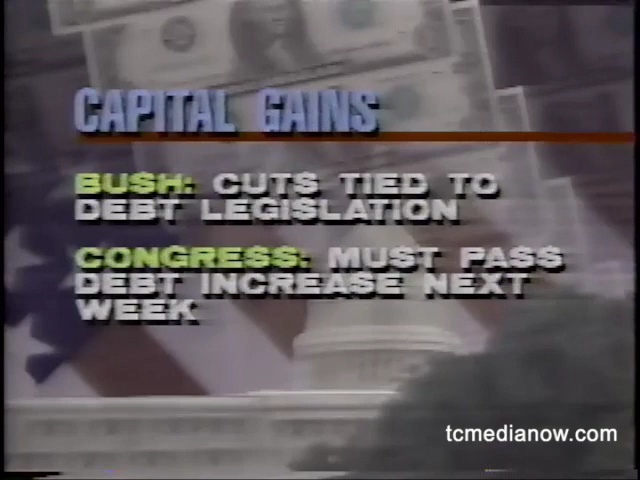 CAPITAL GAINS
BUSH: CUTS TIED TO
DEBT LEGISLATION
CONGRESS: MUST PASS
DEBT INCREASE NEXT
WEEK
tcmedianow.com